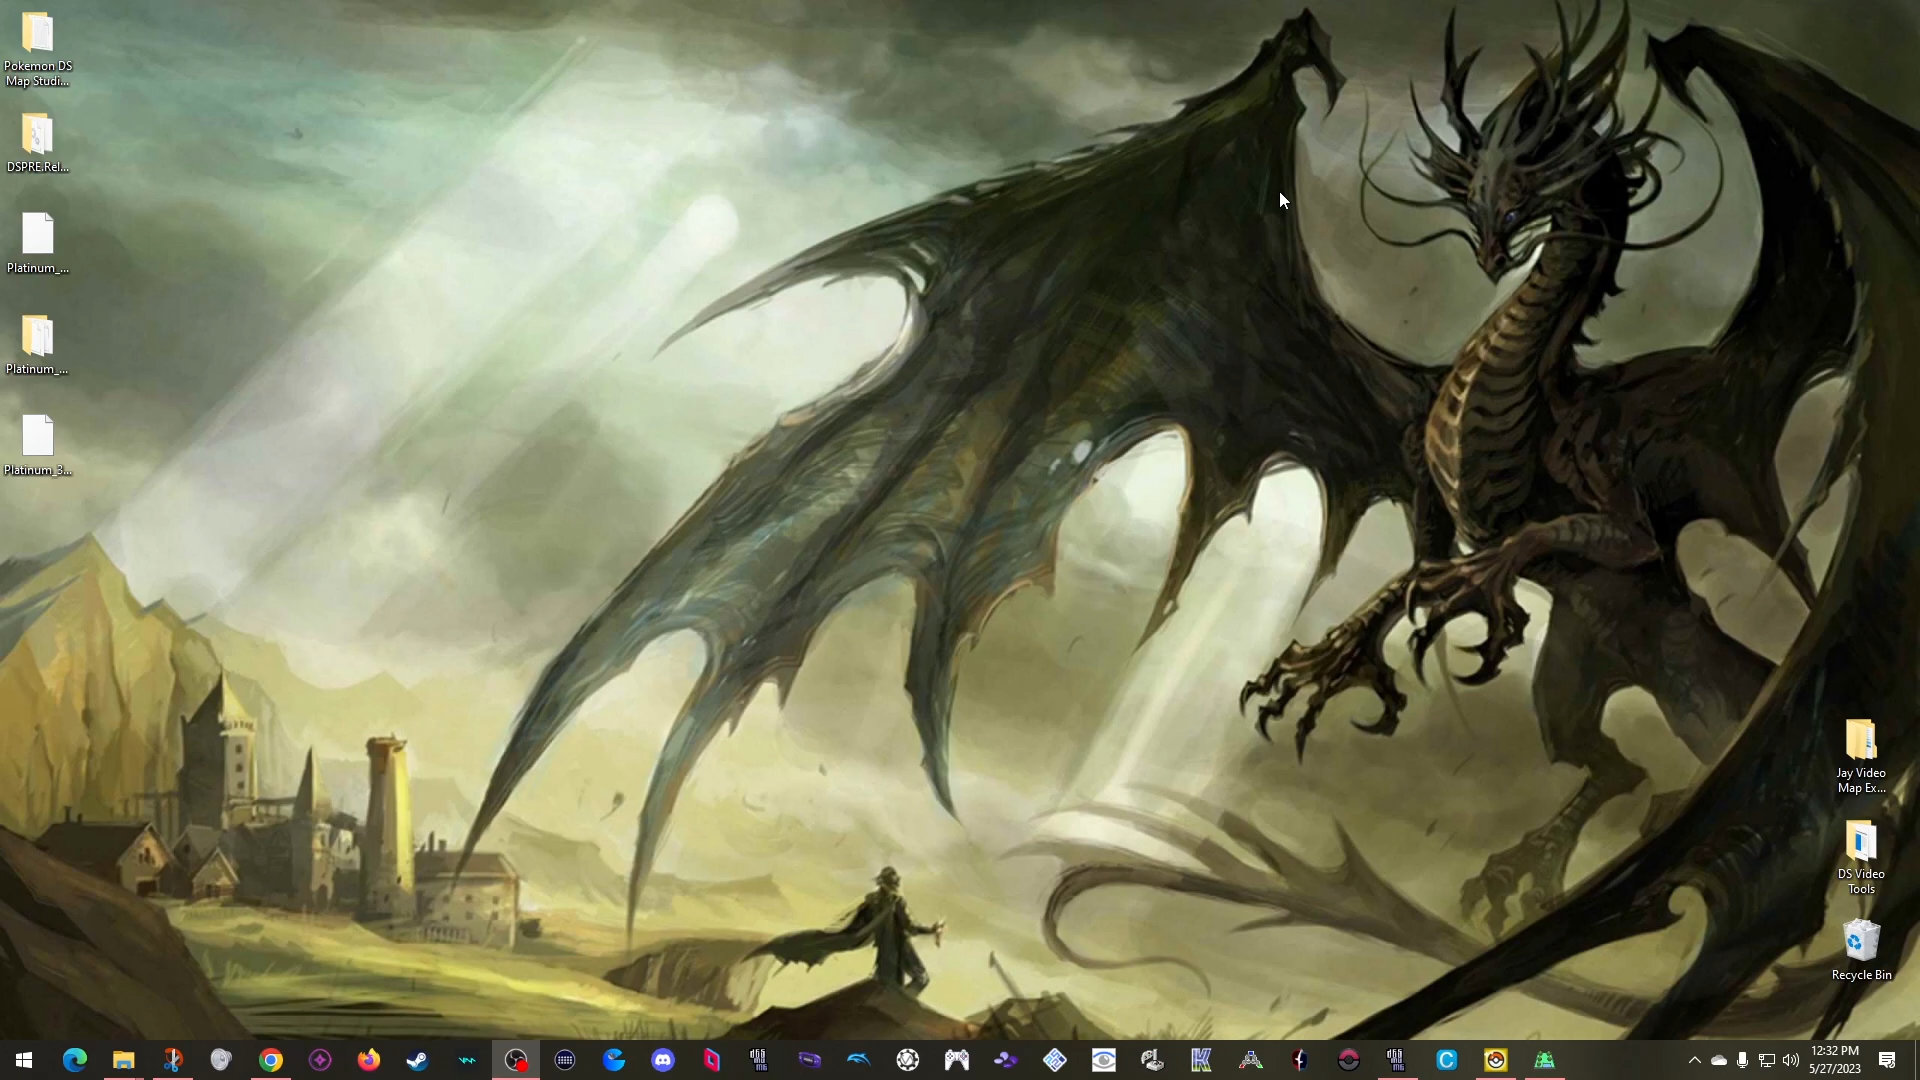 Pokemon DS
Map Studi...
DSPRE.Rel...
Platinum_...
Platinum_...
Platinum_3...
Jay Video
Map Ex...
DS Video
Tools
Recycle Bin
12:32 PM
5/27/2023